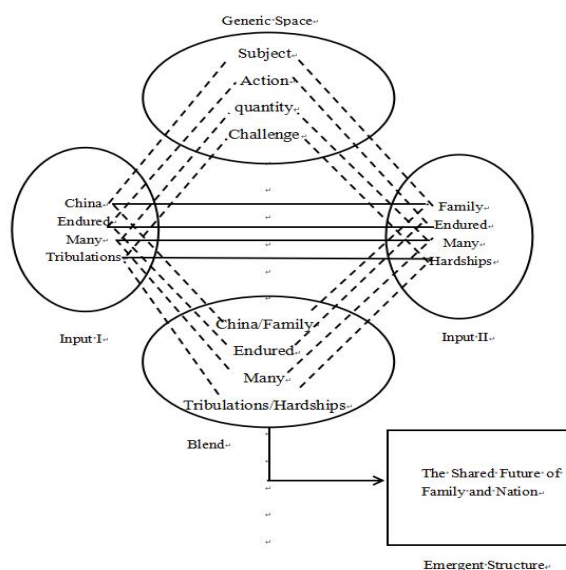 Generic Space
Subject
Action
quantity
Challenge
China
Endured
Many
Tribulations
Input I
Family
Endured
Many
Hardships
Input II
China/Family
Endured
Many
Tribulations/Hardships
Blend
The Shared Future of
Family and Nation
Emergent Structure